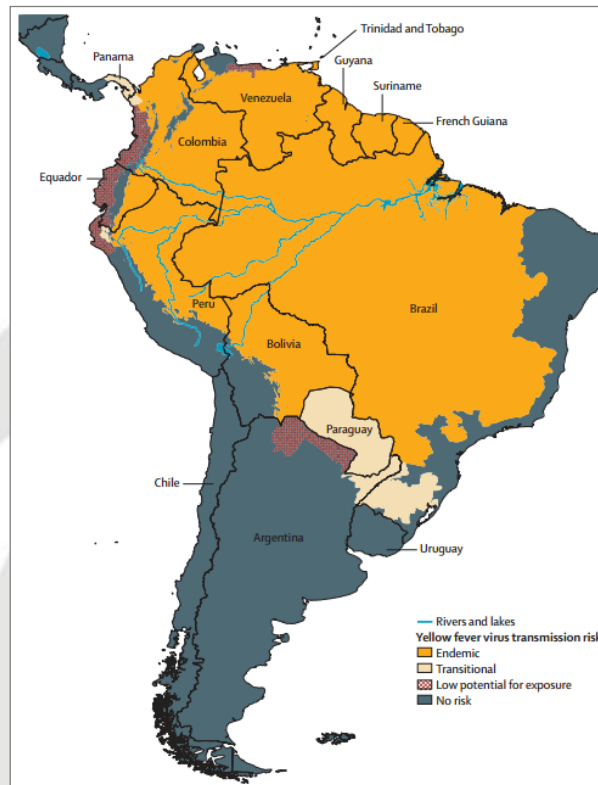 Trinidad and Tobago
Panama
Guyana
Venezuela
Suriname
French Guiana
Colombia
Equador
Peru
Brazil
Bolivia
Paraguay
Chile
Argentina
Uruguay
Rivers and lakes
Yellow fever virus transmission risk
Endemic
Transitional
Low potential for exposure
No risk